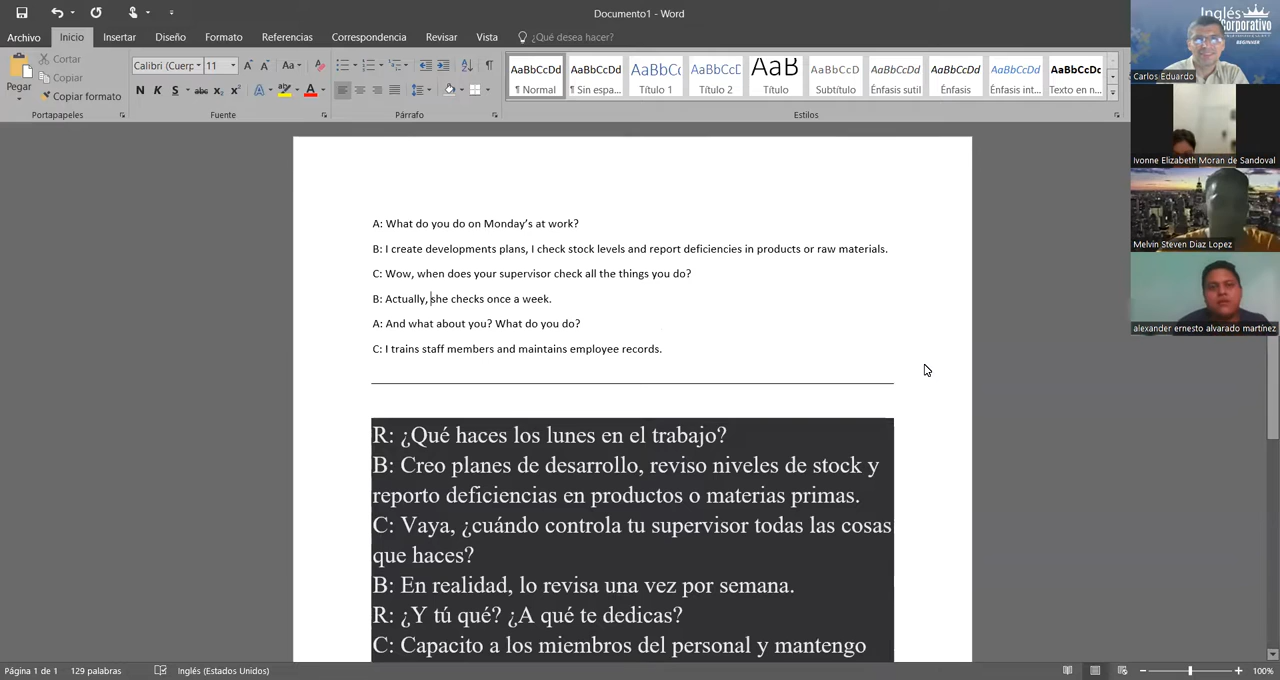 Documento1 - Word
Archivo
Inicio
Insertar
Diseño
Formato
Referencias
Correspondencia
Revisar
Vista
¿Qué desea hacer?
Pegar
Cortar
Copiar
Copiar formato
Portapapeles
Calibri (Cuerp
11
Aa
N K S abc x₂ x²
Fuente
Párrafo
AaBbCcDd
¶ Normal
AaBbCcDd
¶ Sin espa...
AaBbCc
Título 1
AaBbCcC
Título 2
AaB
Título
AaBbCcD
Subtítulo
AaBbCcDd
Énfasis sutil
AaBbCcDd
Énfasis
AaBbCcDd
Énfasis int...
AaBbCcDc
Texto en n...
Estilos
Inglés
Corporativo
BEGINNER
Carlos Eduardo
Ivonne Elizabeth Moran de Sandoval
Melvin Steven Diaz Lopez
alexander ernesto alvarado martínez
A: What do you do on Monday’s at work?
B: I create developments plans, I check stock levels and report deficiencies in products or raw materials.
C: Wow, when does your supervisor check all the things you do?
B: Actually, she checks once a week.
A: And what about you? What do you do?
C: I trains staff members and maintains employee records.
R: ¿Qué haces los lunes en el trabajo?
B: Creo planes de desarrollo, reviso niveles de stock y
reporto deficiencias en productos o materias primas.
C: Vaya, ¿cuándo controla tu supervisor todas las cosas
que haces?
B: En realidad, lo revisa una vez por semana.
R: ¿Y tú qué? ¿A qué te dedicas?
C: Capacito a los miembros del personal y mantengo
Página 1 de 1
129 palabras
Inglés (Estados Unidos)
100%